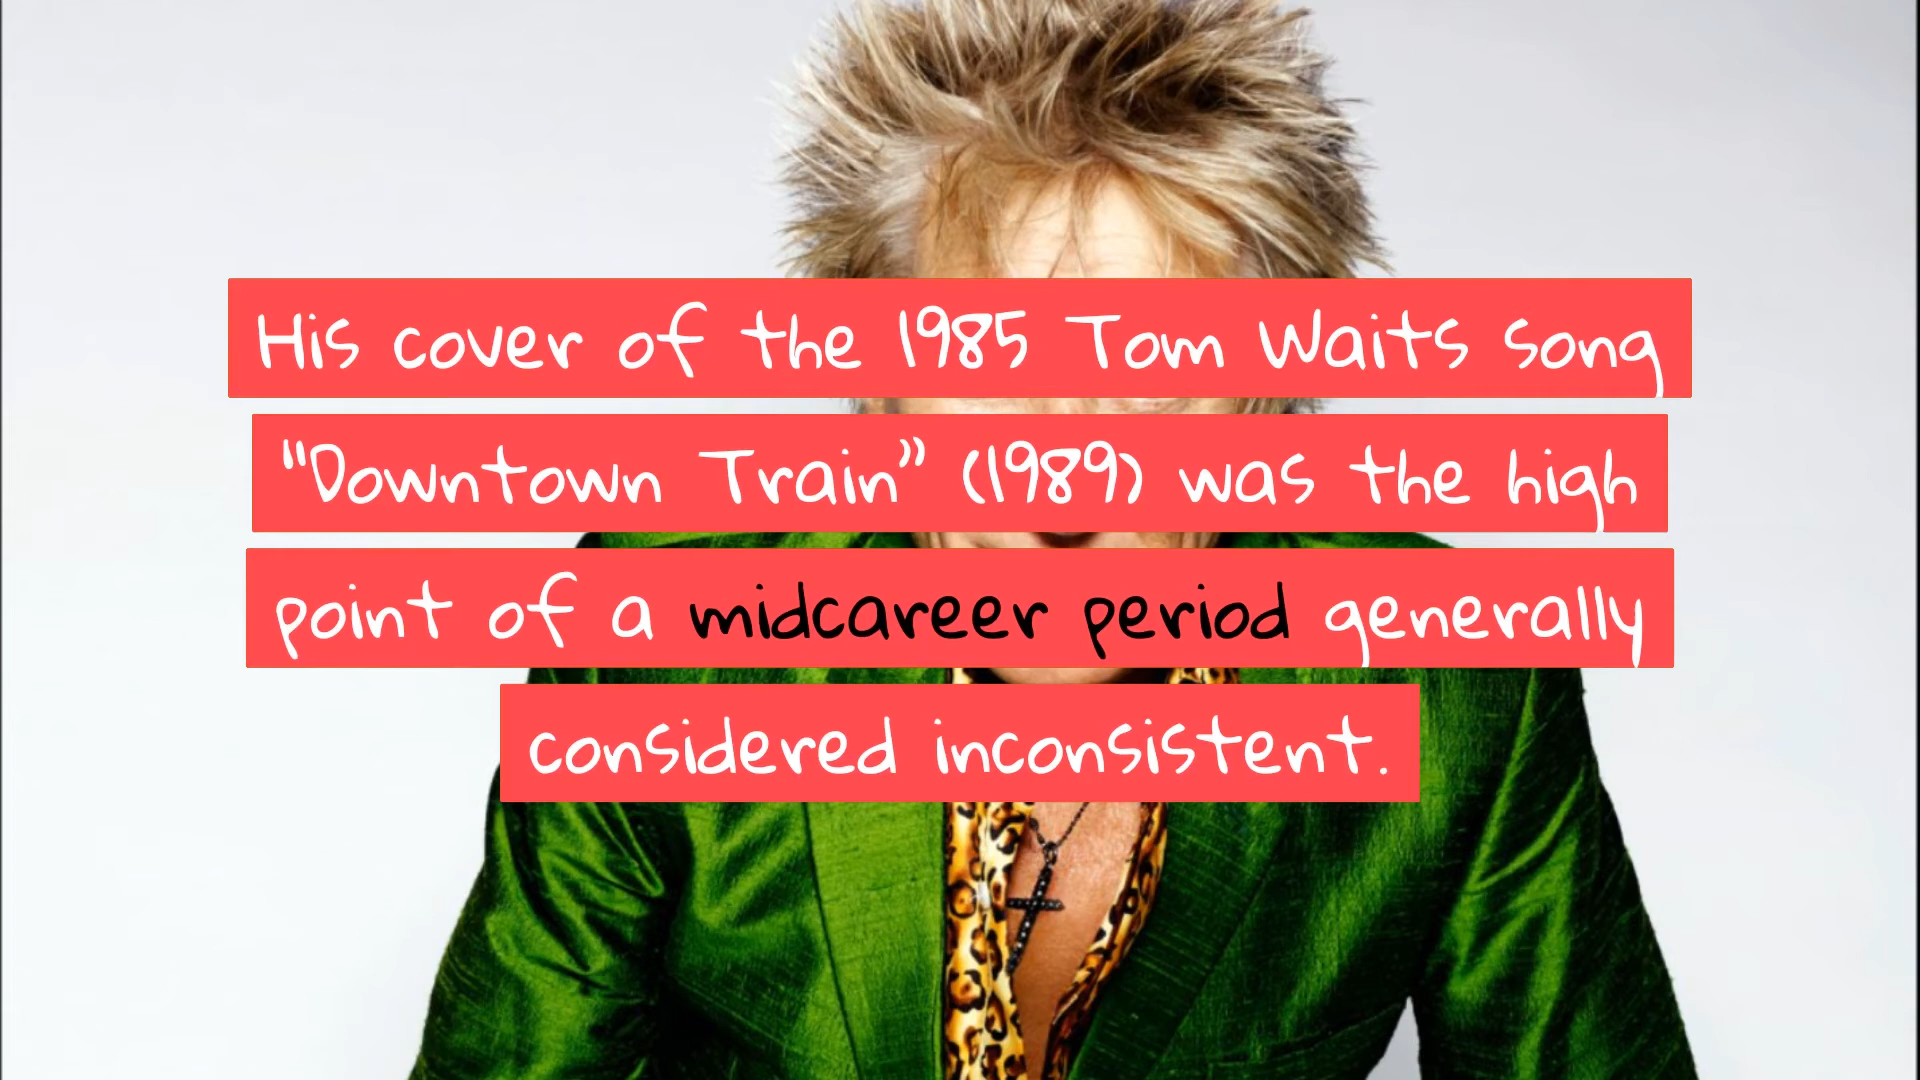 His cover of the 1985 Tom Waits song
“Downtown Train” (1989) was the high
point of a midcareer period generally
considered inconsistent.